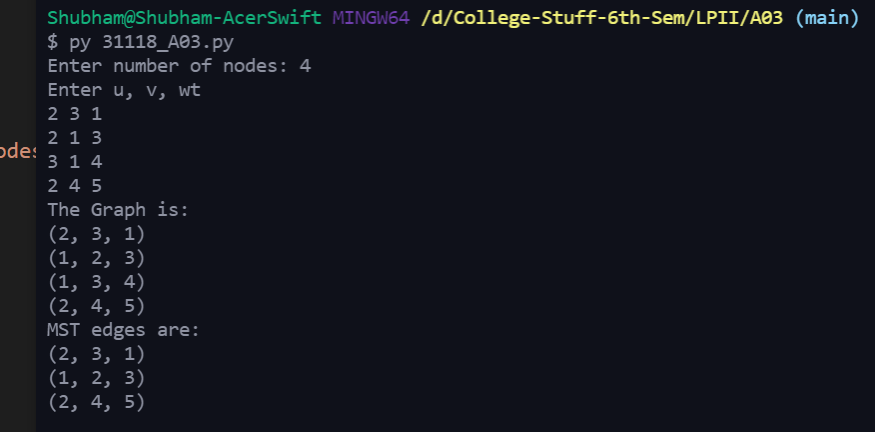 Shubham@Shubham-AcerSwift MINGW64 /d/College-Stuff-6th-Sem/LPII/A03 (main)
$ py 31118_A03.py
Enter number of nodes: 4
Enter u, v, wt
2 3 1
2 1 3
3 1 4
2 4 5
The Graph is:
(2, 3, 1)
(1, 2, 3)
(1, 3, 4)
(2, 4, 5)
MST edges are:
(2, 3, 1)
(1, 2, 3)
(2, 4, 5)